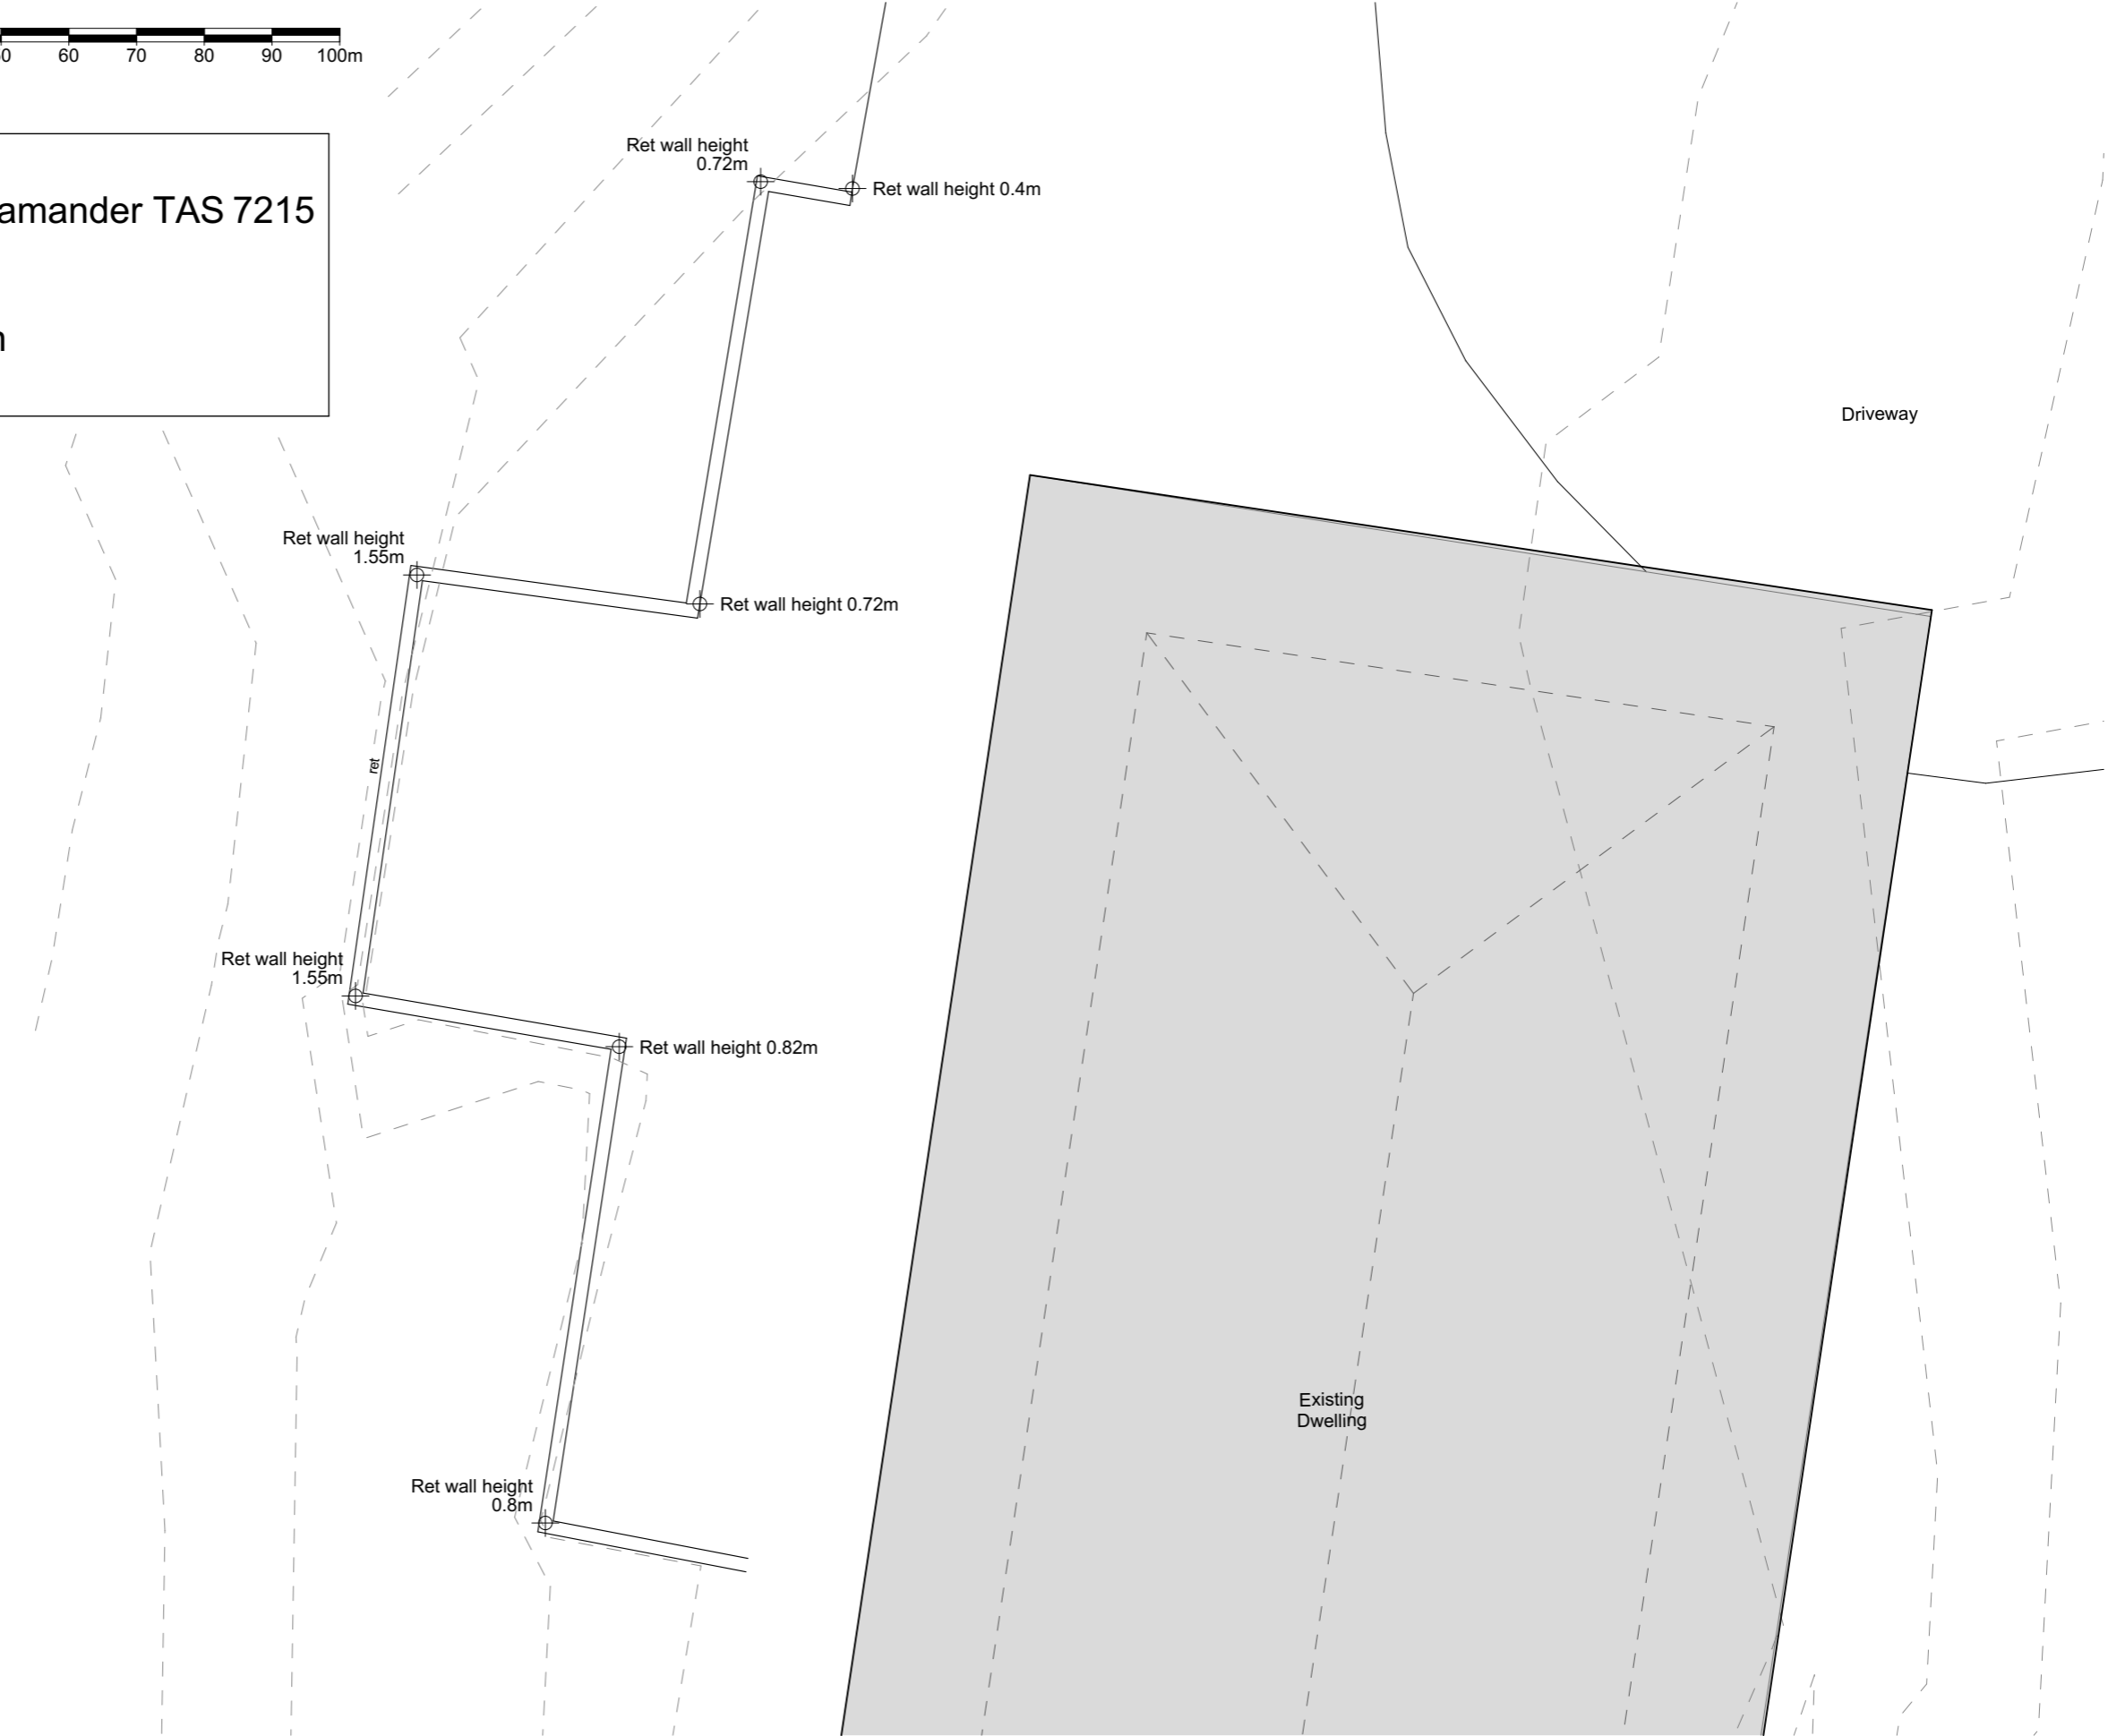 60 70 80 90 100m
amander TAS 7215
Ret wall height
0.72m
Ret wall height 0.4m
Driveway
Ret wall height
1.55m
Ret wall height 0.72m
ret
Ret wall height
1.55m
Ret wall height 0.82m
Existing
Dwelling
Ret wall height
0.8m